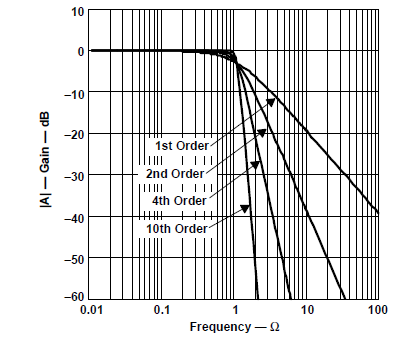 10
0
–10
–20
–30
–40
–50
–60
|A| — Gain — dB
1st Order
2nd Order
4th Order
10th Order
0.01 0.1 1 10 100
Frequency — Ω